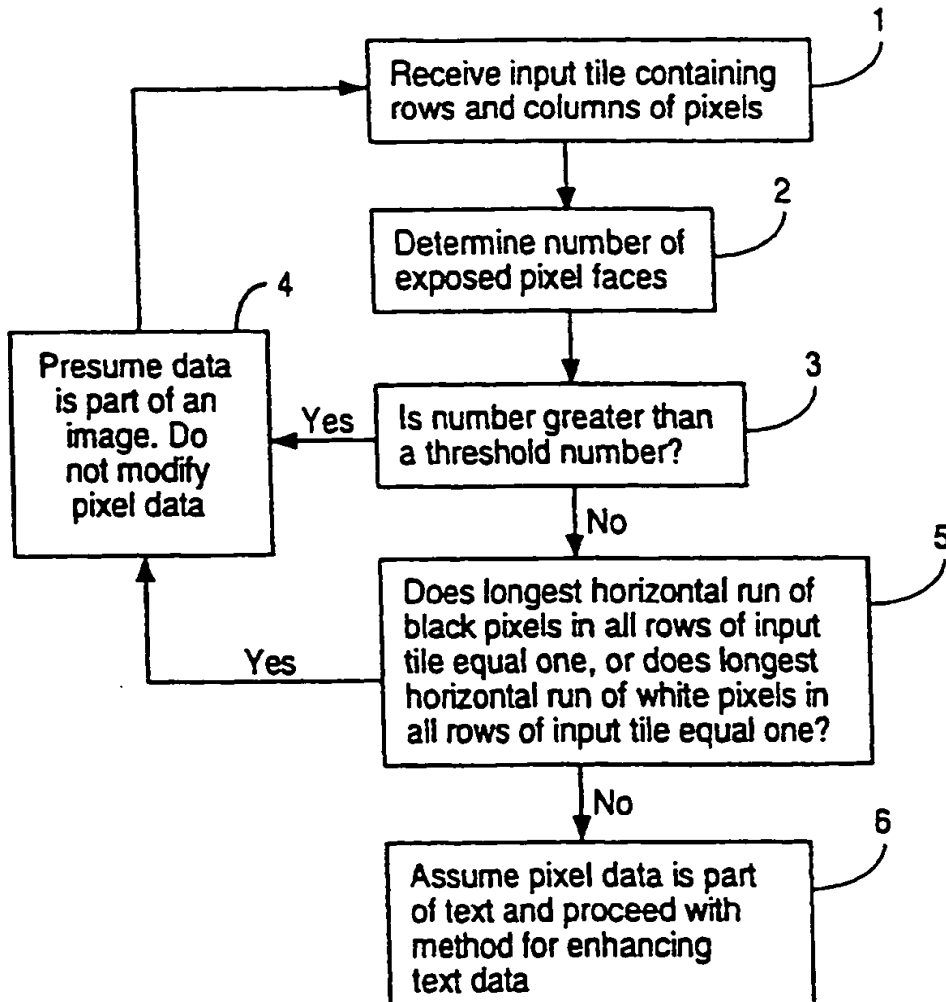 1
Receive input tile containing
rows and columns of pixels
2
Determine number of
exposed pixel faces
4
Presume data
is part of an
image. Do
not modify
pixel data
3
Is number greater than
a threshold number?
Yes
No
5
Does longest horizontal run of
black pixels in all rows of input
tile equal one, or does longest
horizontal run of white pixels in
all rows of input tile equal one?
Yes
No
6
Assume pixel data is part
of text and proceed with
method for enhancing
text data